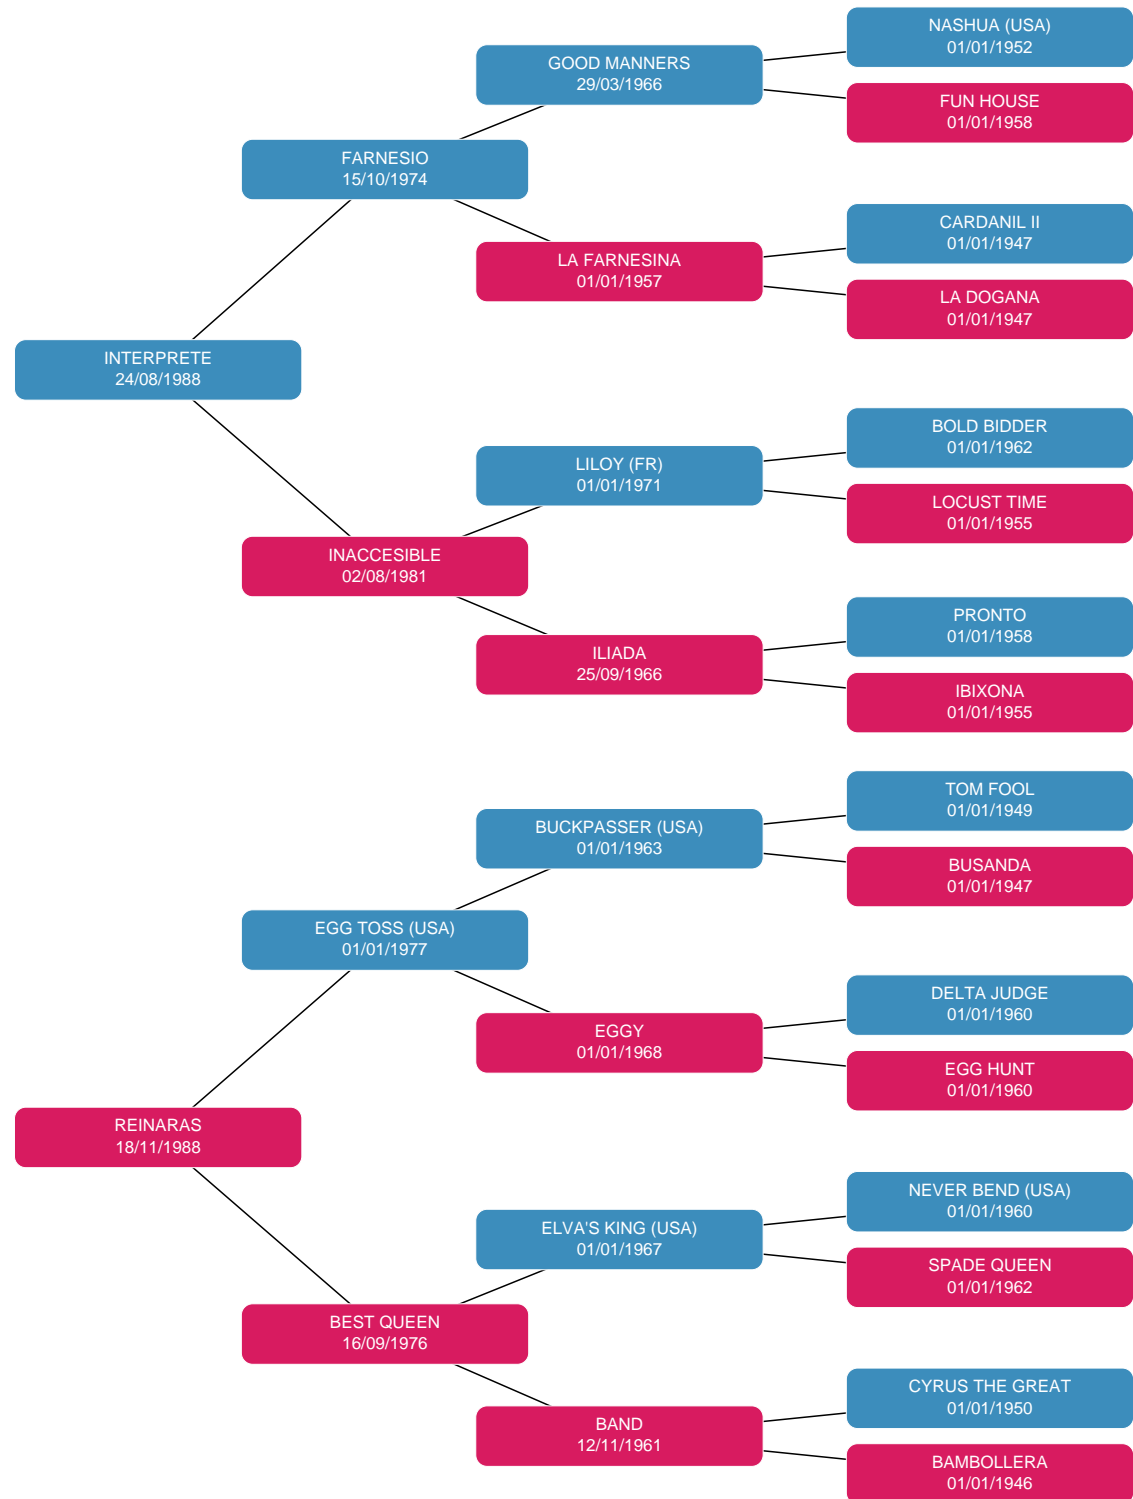 NASHUA (USA)
01/01/1952
GOOD MANNERS
29/03/1966
FUN HOUSE
01/01/1958
FARNESIO
15/10/1974
CARDANIL II
01/01/1947
LA FARNESINA
01/01/1957
LA DOGANA
01/01/1947
INTERPRETE
24/08/1988
BOLD BIDDER
01/01/1962
LILOY (FR)
01/01/1971
LOCUST TIME
01/01/1955
INACCESIBLE
02/08/1981
PRONTO
01/01/1958
ILIADA
25/09/1966
IBIXONA
01/01/1955
TOM FOOL
01/01/1949
BUCKPASSER (USA)
01/01/1963
BUSANDA
01/01/1947
EGG TOSS (USA)
01/01/1977
DELTA JUDGE
01/01/1960
EGGY
01/01/1968
EGG HUNT
01/01/1960
REINARAS
18/11/1988
NEVER BEND (USA)
01/01/1960
ELVA'S KING (USA)
01/01/1967
SPADE QUEEN
01/01/1962
BEST QUEEN
16/09/1976
CYRUS THE GREAT
01/01/1950
BAND
12/11/1961
BAMBOLLERA
01/01/1946